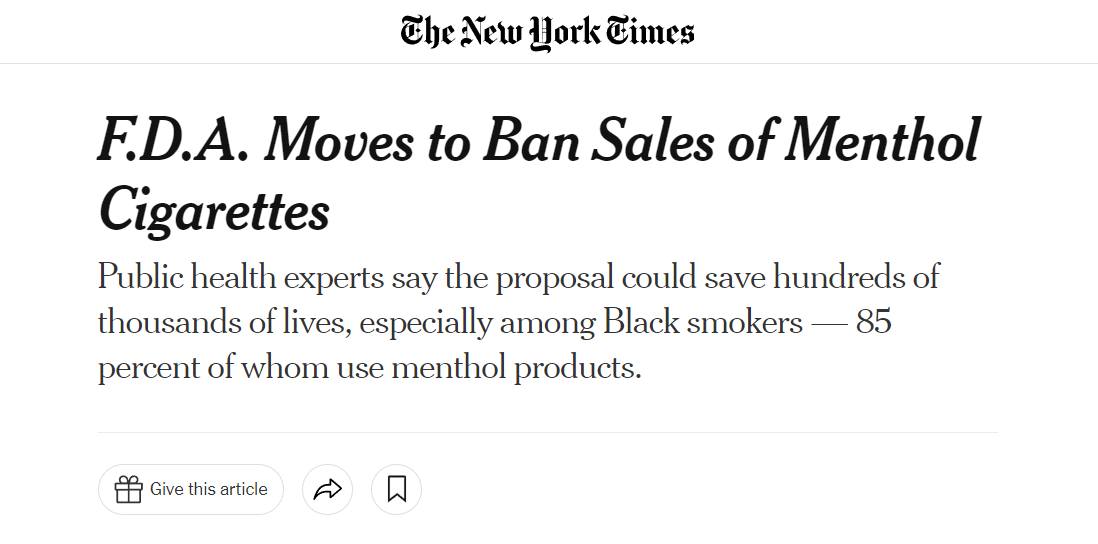 The New York Times
F.D.A. Moves to Ban Sales of Menthol
Cigarettes
Public health experts say the proposal could save hundreds of
thousands of lives, especially among Black smokers — 85
percent of whom use menthol products.
Give this article